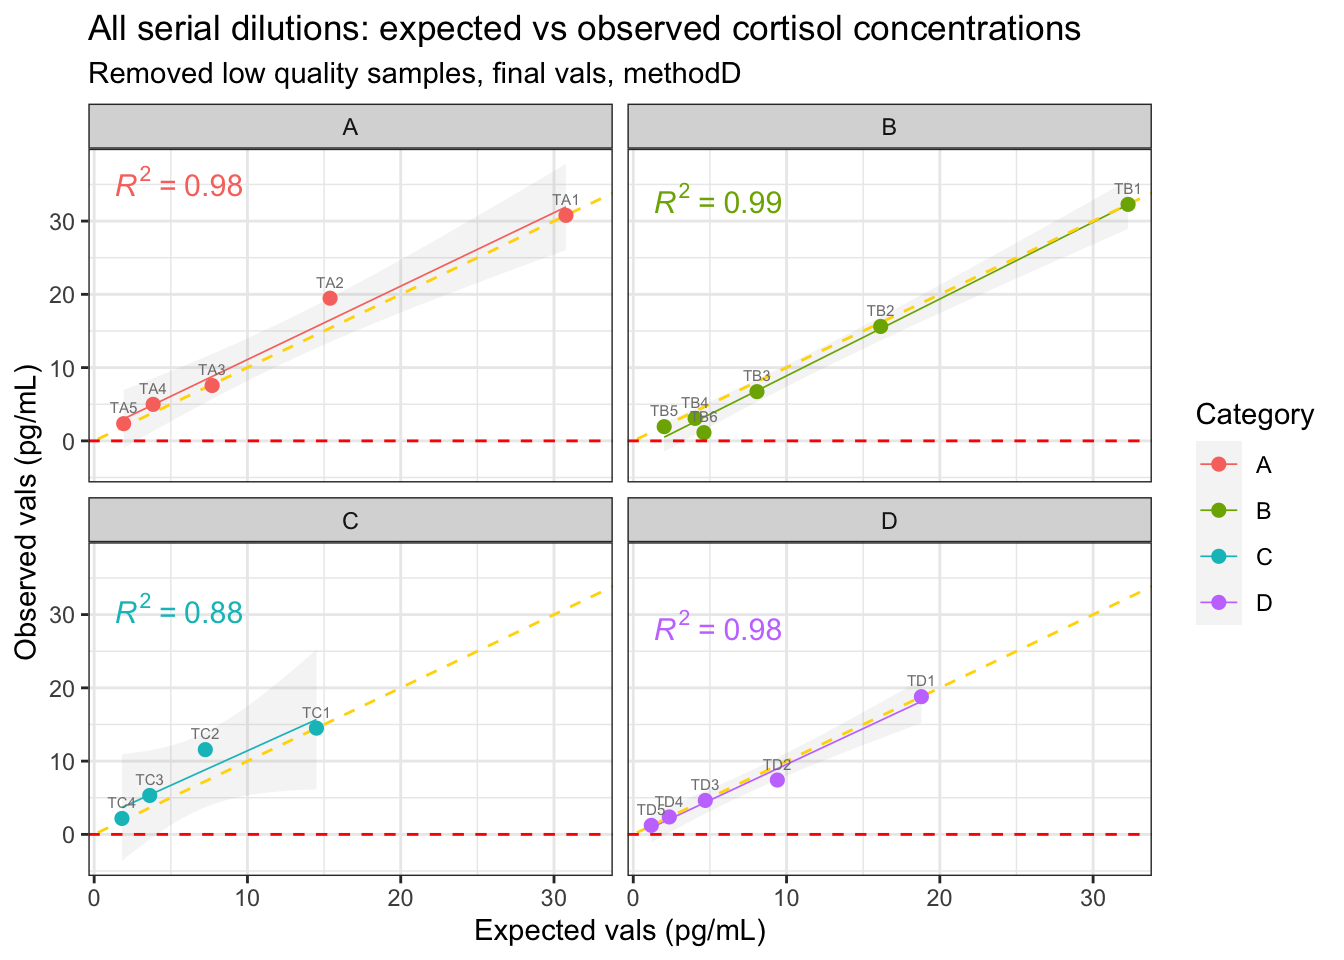 All serial dilutions: expected vs observed cortisol concentrations
Removed low quality samples, final vals, methodD
A
B
R² = 0.98
TA1
TA2
TA3
TA4
TA5
R² = 0.99
TB1
TB2
TB3
TB4
TB5
TB6
30
20
10
0
C
D
R² = 0.88
TC1
TC2
TC3
TC4
R² = 0.98
TD1
TD2
TD3
TD4
TD5
30
20
10
0
0 10 20 30
0 10 20 30
Expected vals (pg/mL)
Observed vals (pg/mL)
Category
A
B
C
D